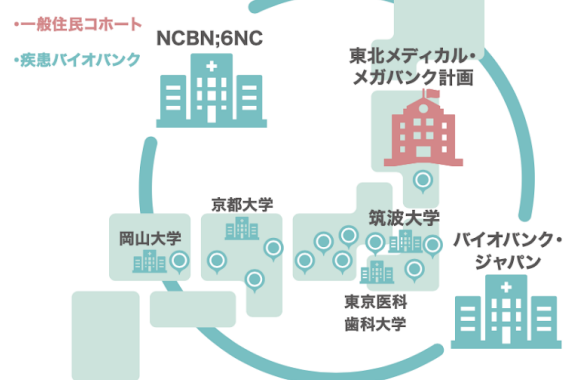 ・一般住民コホート
・疾患バイオバンク
NCBN;6NC
東北メディカル・
メガバンク計画
京都大学
岡山大学
筑波大学
バイオバンク・
ジャパン
東京医科
歯科大学